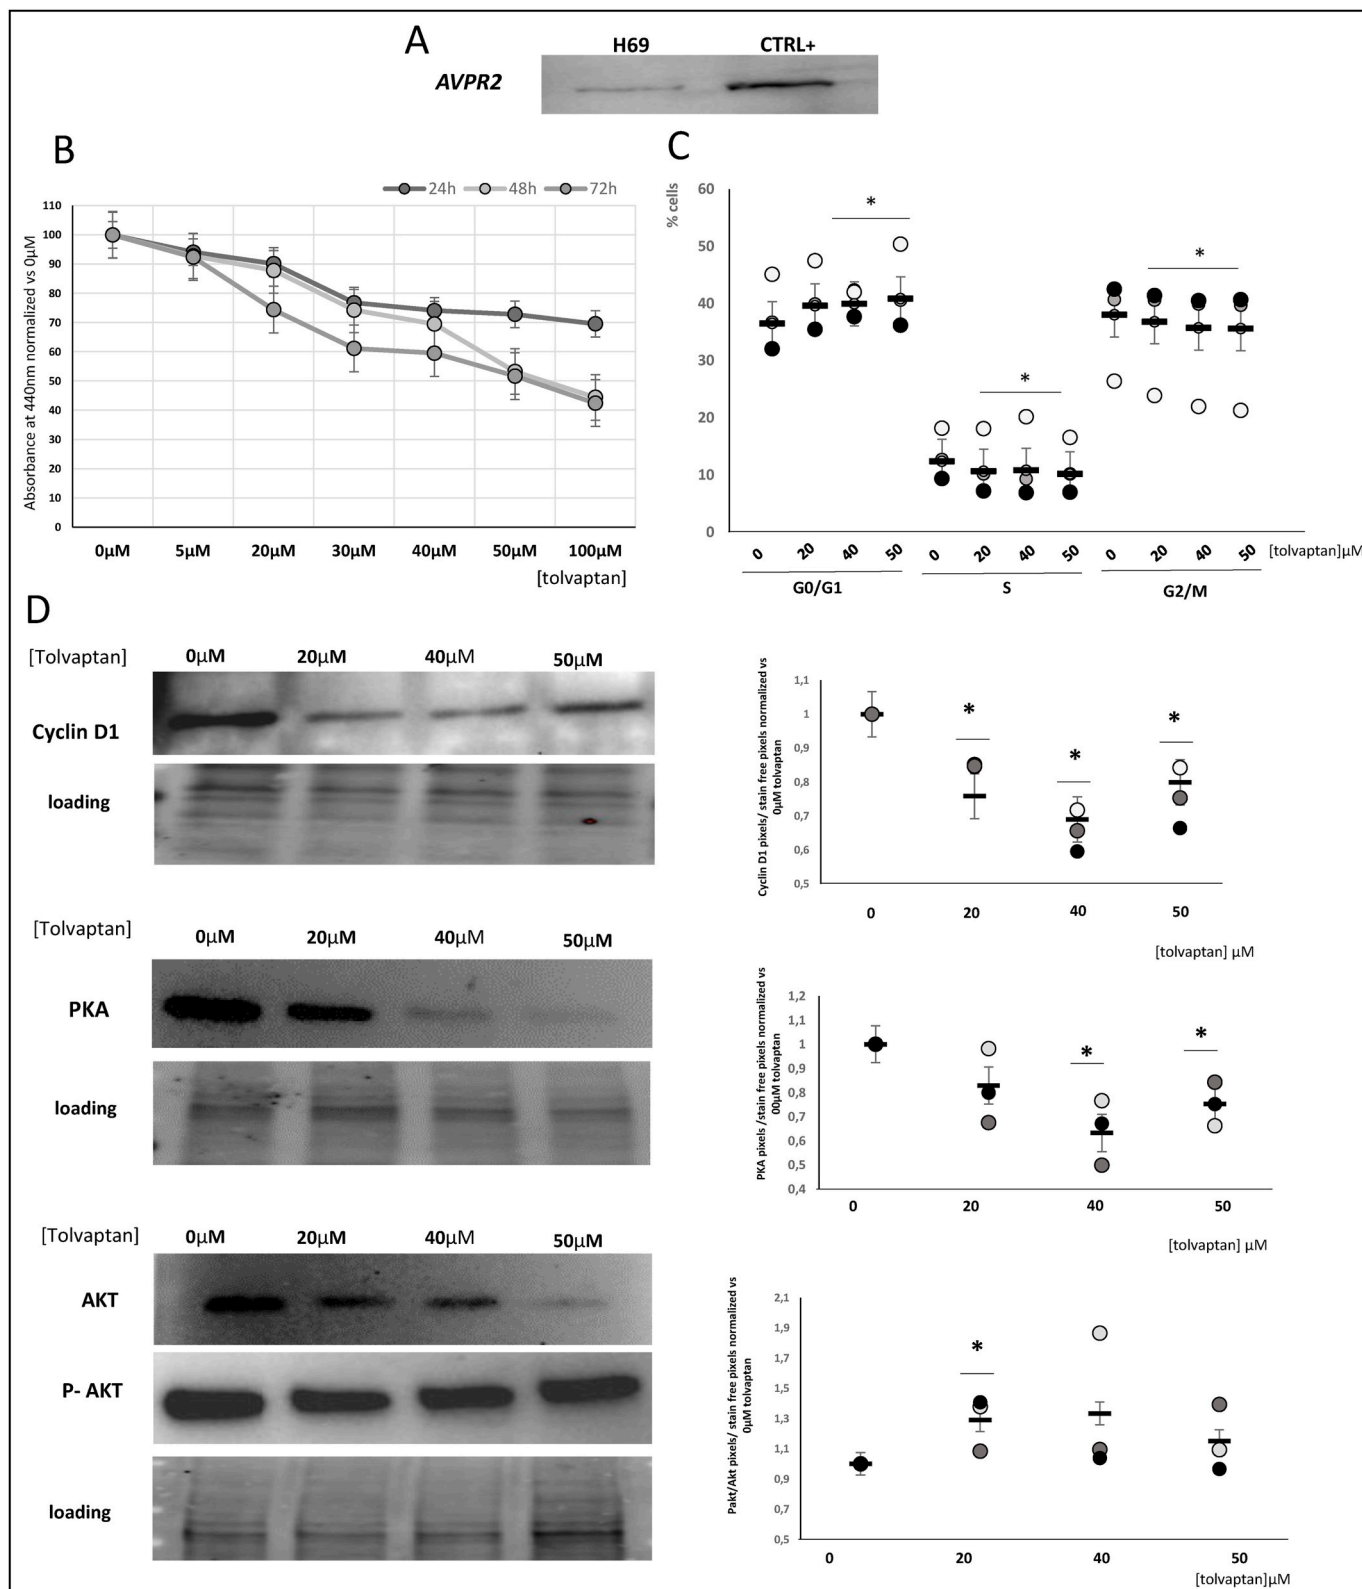 A
H69 CTRL+
AVPR2
B
24h 48h 72h
Absorbance at 440nm normalized vs 0µM
110
100
90
80
70
60
50
40
30
20
10
0
0µM 5µM 20µM 30µM 40µM 50µM 100µM
[tolvaptan]
C
% cells
60
50
40
30
20
10
0
* * *
0 20 40 50 0 20 40 50 0 20 40 50 [tolvaptan]µM
G0/G1 S G2/M
D
[Tolvaptan] 0µM 20µM 40µM 50µM
Cyclin D1
loading
Cyclin D1 pixels/ stain free pixels normalized vs
0µM tolvaptan
1,1
1
0,9
0,8
0,7
0,6
0,5
* * *
0 20 40 50
[tolvaptan] µM
[Tolvaptan] 0µM 20µM 40µM 50µM
PKA
loading
PKA pixels /stain free pixels normalized vs
00µM tolvaptan
1,2
1,1
1
0,9
0,8
0,7
0,6
0,5
0,4
* *
0 20 40 50
[tolvaptan] µM
[Tolvaptan] 0µM 20µM 40µM 50µM
AKT
P- AKT
loading
Pakt/Akt pixels/ stain free pixels normalized vs
0µM tolvaptan
2,1
1,9
1,7
1,5
1,3
1,1
0,9
0,7
0,5
*
0 20 40 50
[tolvaptan]µM